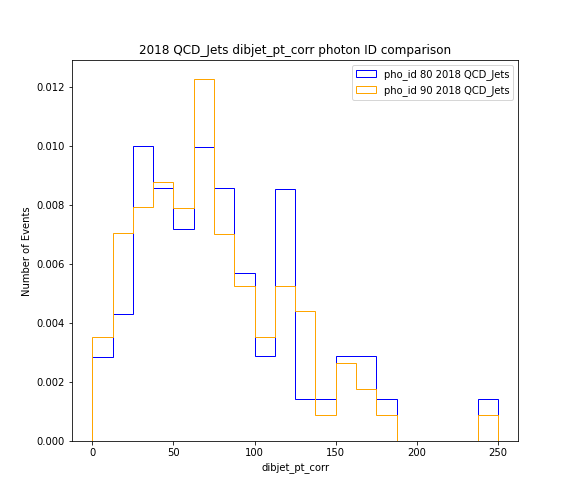 2018 QCD_Jets dibjet_pt_corr photon ID comparison
pho_id 80 2018 QCD_Jets
pho_id 90 2018 QCD_Jets
Number of Events
0.012
0.010
0.008
0.006
0.004
0.002
0.000
0 50 100 150 200 250
dibjet_pt_corr